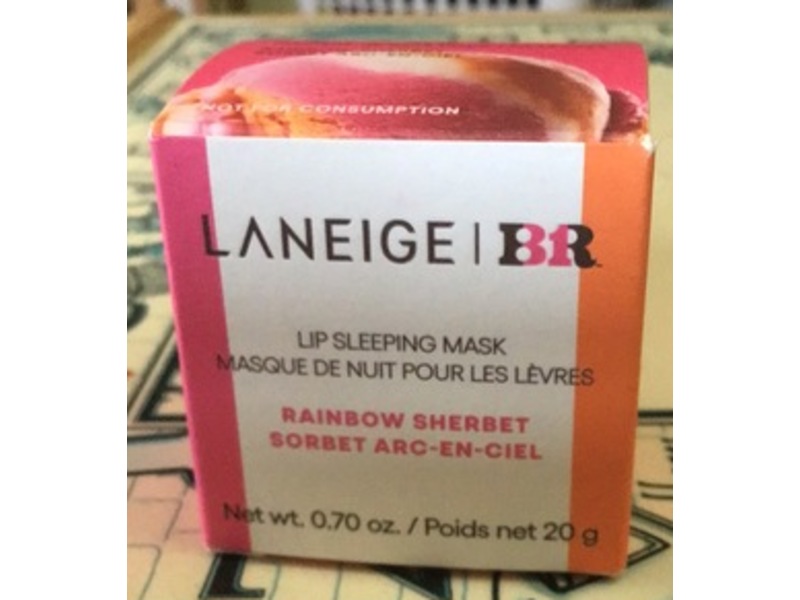 NOT FOR CONSUMPTION
LANEIGE | BR
LIP SLEEPING MASK
MASQUE DE NUIT POUR LES LÈVRES
RAINBOW SHERBET
SORBET ARC-EN-CIEL
Net wt. 0.70 oz. / Poids net 20 g